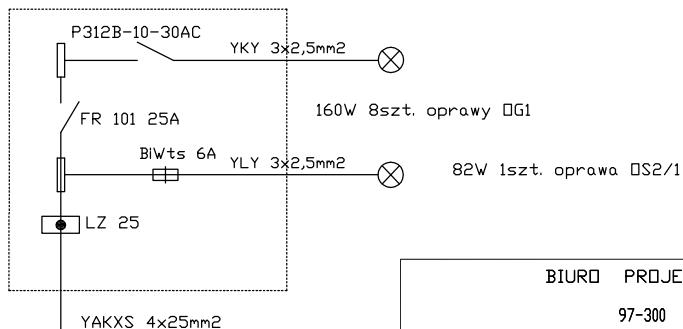 P312B-10-30AC
YKY 3x2,5mm2
160W 8szt. oprawy OG1
FR 101 25A
BiWts 6A
YLY 3x2,5mm2
82W 1szt. oprawa OS2/1
LZ 25
BIURO PROJE
97-300
YAKXS 4x25mm2